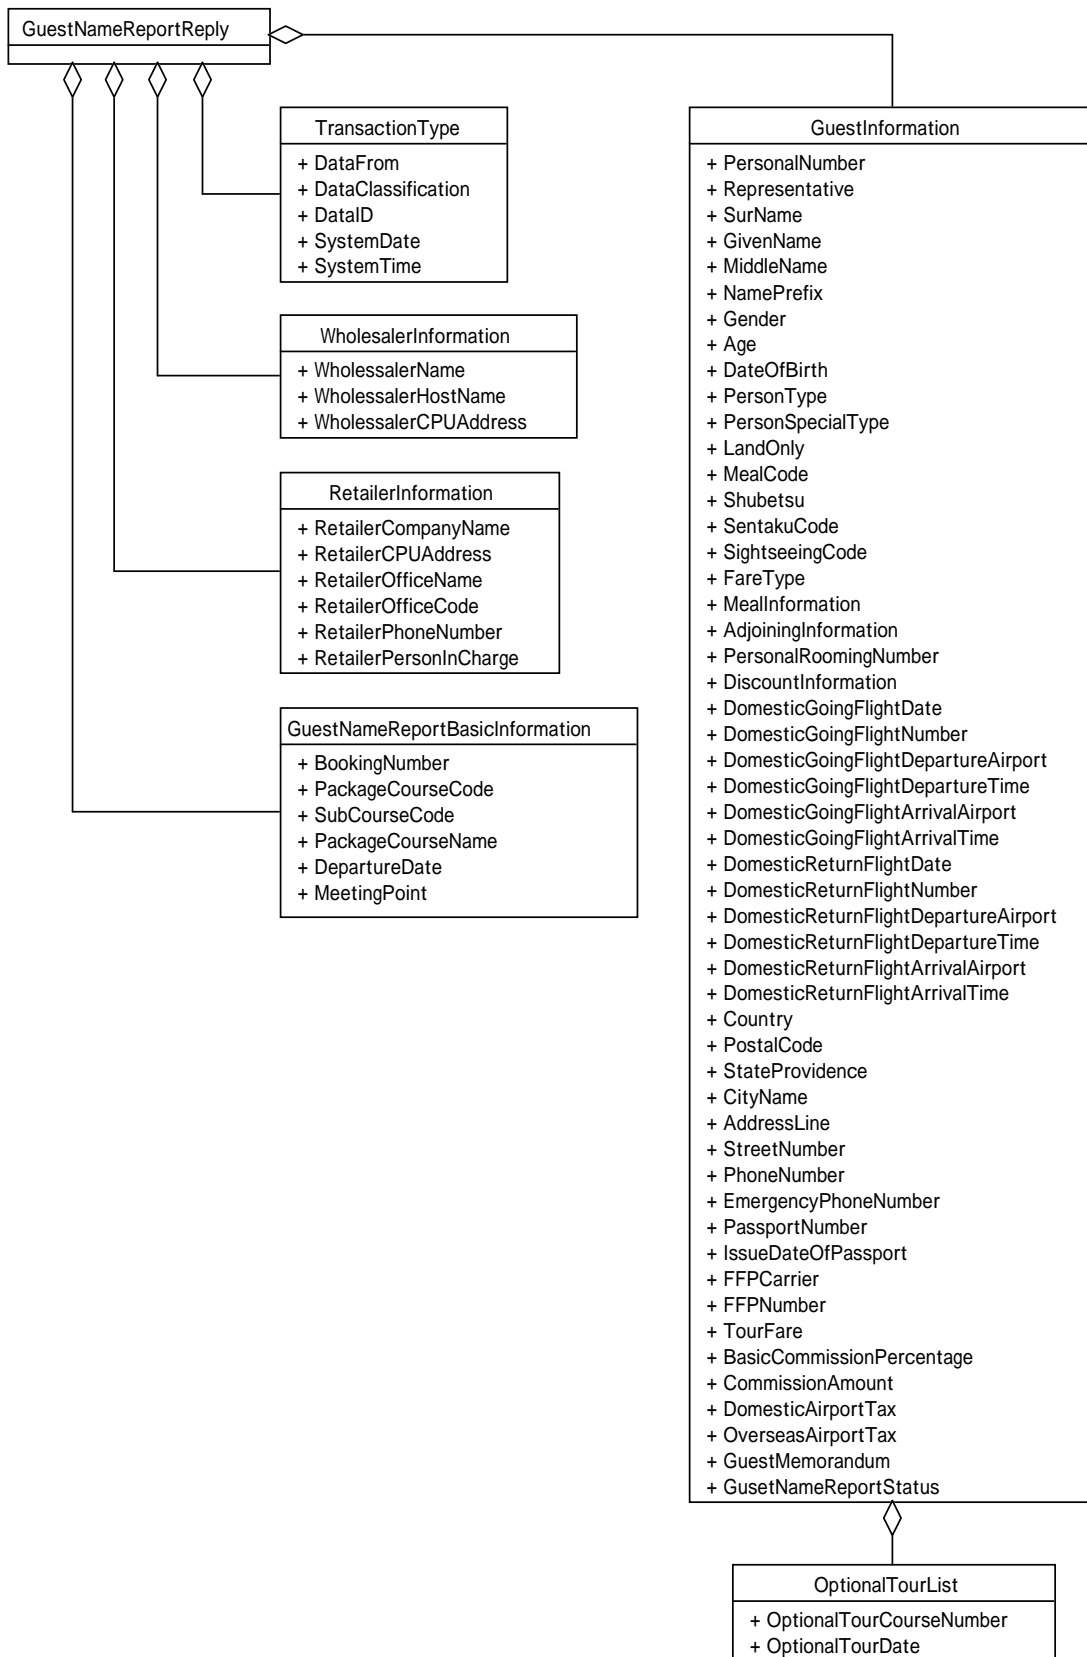 GuestNameReportReply
TransactionType
+ DataFrom
+ DataClassification
+ DataID
+ SystemDate
+ SystemTime
WholesalerInformation
+ WholessalerName
+ WholessalerHostName
+ WholessalerCPUAddress
RetailerInformation
+ RetailerCompanyName
+ RetailerCPUAddress
+ RetailerOfficeName
+ RetailerOfficeCode
+ RetailerPhoneNumber
+ RetailerPersonInCharge
GuestNameReportBasicInformation
+ BookingNumber
+ PackageCourseCode
+ SubCourseCode
+ PackageCourseName
+ DepartureDate
+ MeetingPoint
GuestInformation
+ PersonalNumber
+ Representative
+ SurName
+ GivenName
+ MiddleName
+ NamePrefix
+ Gender
+ Age
+ DateOfBirth
+ PersonType
+ PersonSpecialType
+ LandOnly
+ MealCode
+ Shubetsu
+ SentakuCode
+ SightseeingCode
+ FareType
+ MealInformation
+ AdjoiningInformation
+ PersonalRoomingNumber
+ DiscountInformation
+ DomesticGoingFlightDate
+ DomesticGoingFlightNumber
+ DomesticGoingFlightDepartureAirport
+ DomesticGoingFlightDepartureTime
+ DomesticGoingFlightArrivalAirport
+ DomesticGoingFlightArrivalTime
+ DomesticReturnFlightDate
+ DomesticReturnFlightNumber
+ DomesticReturnFlightDepartureAirport
+ DomesticReturnFlightDepartureTime
+ DomesticReturnFlightArrivalAirport
+ DomesticReturnFlightArrivalTime
+ Country
+ PostalCode
+ StateProvidence
+ CityName
+ AddressLine
+ StreetNumber
+ PhoneNumber
+ EmergencyPhoneNumber
+ PassportNumber
+ IssueDateOfPassport
+ FFPCarrier
+ FFPNumber
+ TourFare
+ BasicCommissionPercentage
+ CommissionAmount
+ DomesticAirportTax
+ OverseasAirportTax
+ GuestMemorandum
+ GusetNameReportStatus
OptionalTourList
+ OptionalTourCourseNumber
+ OptionalTourDate